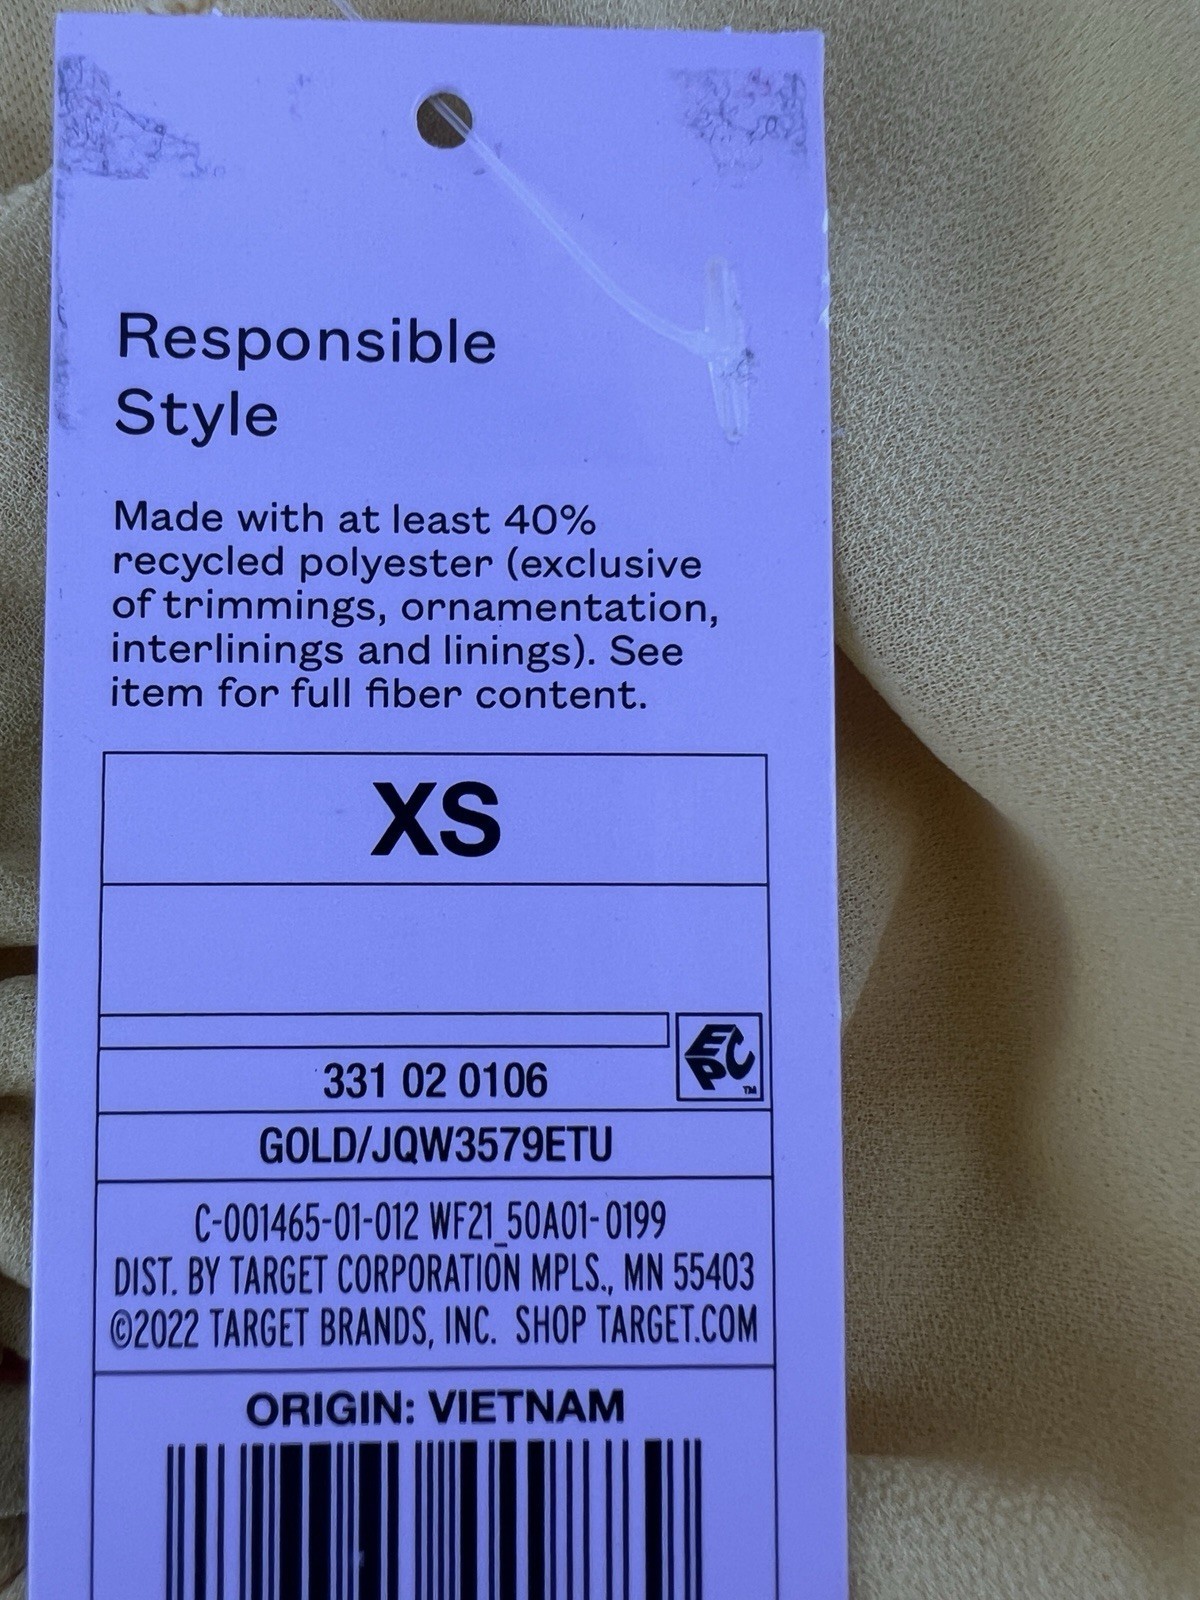 Responsible
Style
Made with at least 40%
recycled polyester (exclusive
of trimmings, ornamentation,
interlinings and linings). See
item for full fiber content.
XS
EPC™
331 02 0106
GOLD/JQW3579ETU
C-001465-01-012 WF21_50A01-0199
DIST. BY TARGET CORPORATION MPLS., MN 55403
©2022 TARGET BRANDS, INC. SHOP TARGET.COM
ORIGIN: VIETNAM